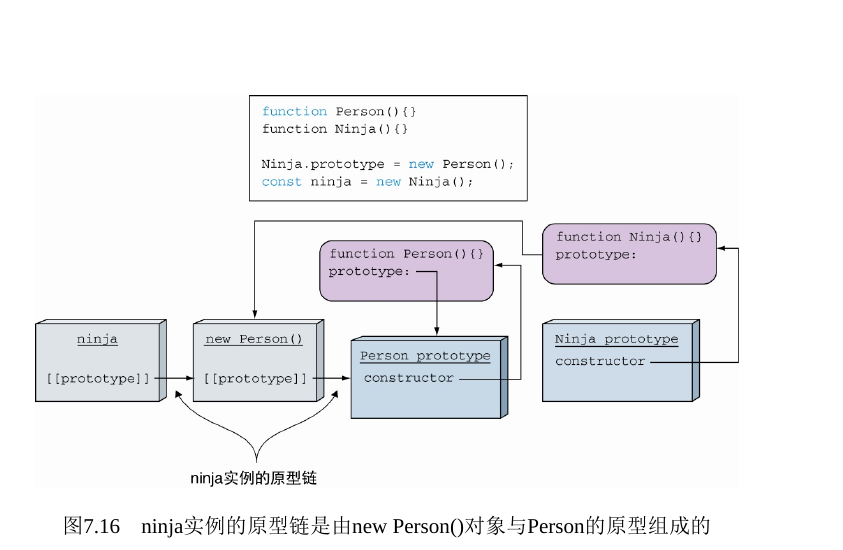 function Person(){}
function Ninja(){}
Ninja.prototype = new Person();
const ninja = new Ninja();
function Ninja(){}
prototype:
function Person(){}
prototype:
ninja
[[prototype]]
new Person()
[[prototype]]
Person prototype
constructor
Ninja prototype
constructor
ninja实例的原型链
图7.16 ninja实例的原型链是由new Person()对象与Person的原型组成的